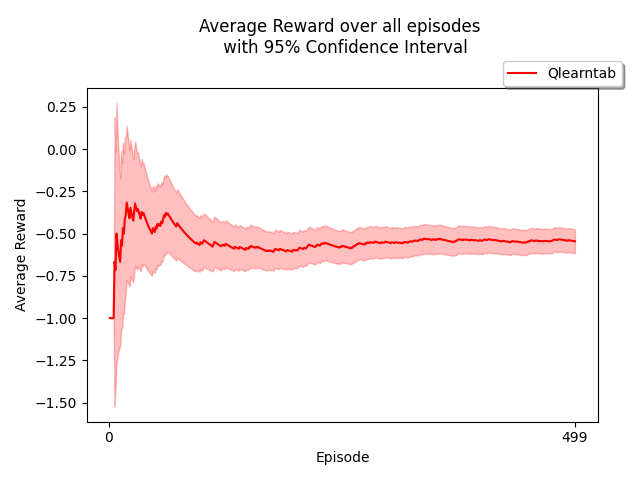 Average Reward over all episodes
with 95% Confidence Interval
Qlearntab
0.25
0.00
−0.25
−0.50
−0.75
−1.00
−1.25
−1.50
Average Reward
0
499
Episode